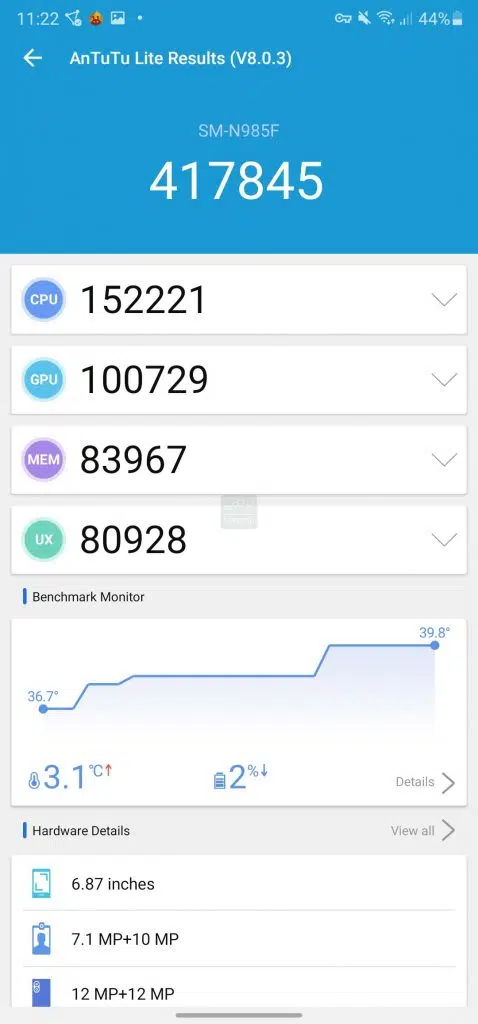 11:22
44%
AnTuTu Lite Results (V8.0.3)
SM-N985F
417845
CPU 152221
GPU 100729
MEM 83967
UX 80928
Benchmark Monitor
39.8°
36.7°
3.1°C↑ 2%↓ Details
Hardware Details View all
6.87 inches
7.1 MP+10 MP
12 MP+12 MP